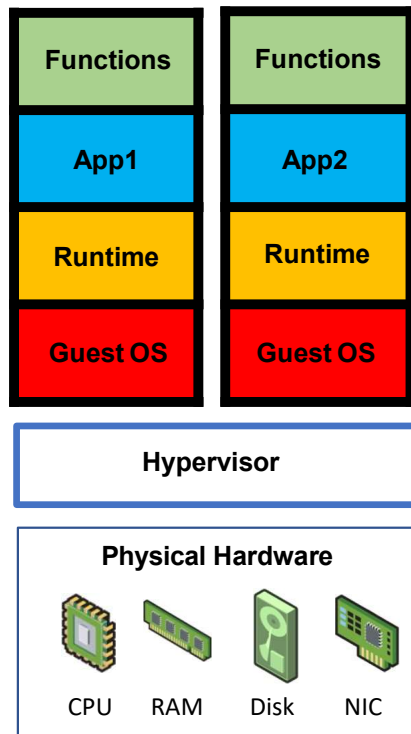 Functions Functions
App1 App2
Runtime Runtime
Guest OS Guest OS
Hypervisor
Physical Hardware
CPU RAM Disk NIC